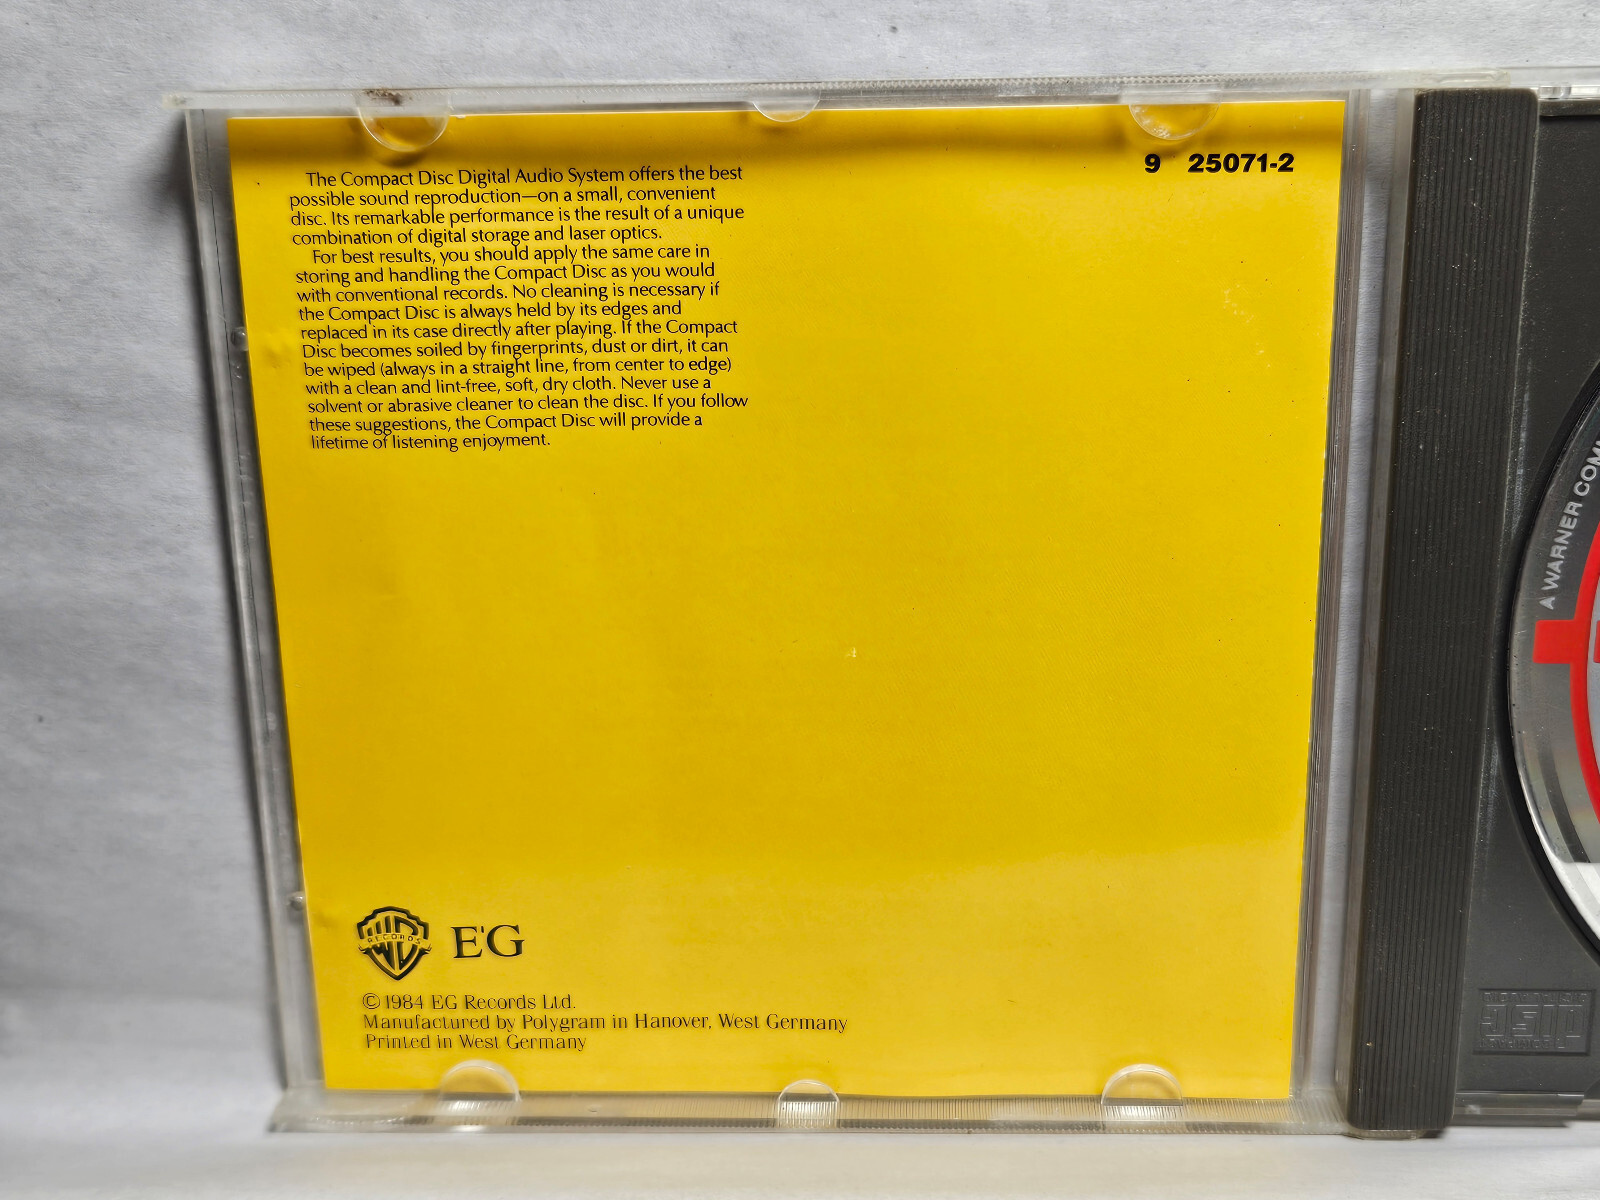 9 25071-2
The Compact Disc Digital Audio System offers the best
possible sound reproduction—on a small, convenient
disc. Its remarkable performance is the result of a unique
combination of digital storage and laser optics.
For best results, you should apply the same care in
storing and handling the Compact Disc as you would
with conventional records. No cleaning is necessary if
the Compact Disc is always held by its edges and
replaced in its case directly after playing. If the Compact
Disc becomes soiled by fingerprints, dust or dirt, it can
be wiped (always in a straight line, from center to edge)
with a clean and lint-free, soft, dry cloth. Never use a
solvent or abrasive cleaner to clean the disc. If you follow
these suggestions, the Compact Disc will provide a
lifetime of listening enjoyment.
A WARNER
RECORDS
E'G
© 1984 EG Records Ltd.
Manufactured by Polygram in Hanover, West Germany
Printed in West Germany